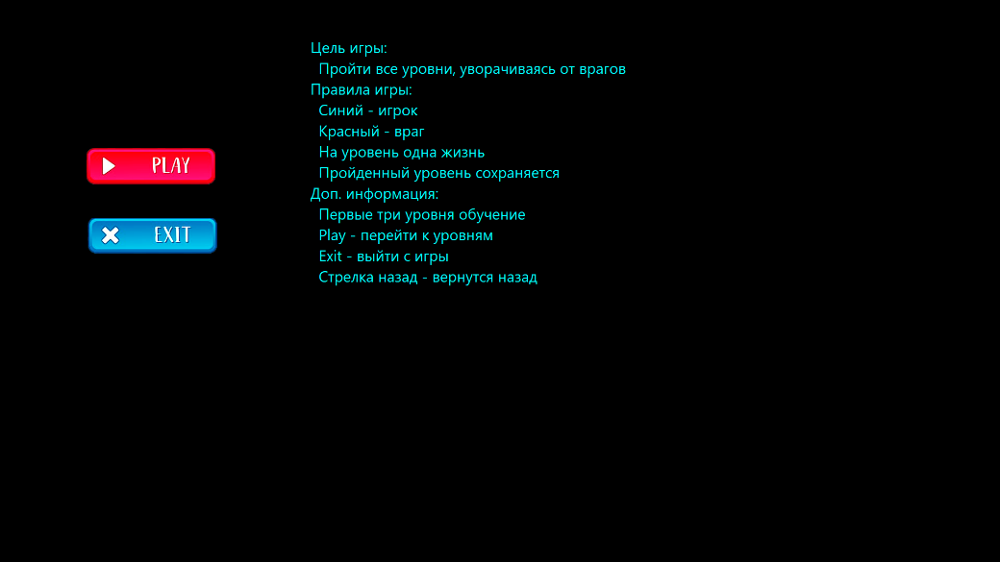 Цель игры:
Пройти все уровни, уворачиваясь от врагов
Правила игры:
Синий - игрок
Красный - враг
На уровень одна жизнь
Пройденный уровень сохраняется
Доп. информация:
Первые три уровня обучение
Play - перейти к уровням
Exit - выйти с игры
Стрелка назад - вернутся назад
PLAY
EXIT